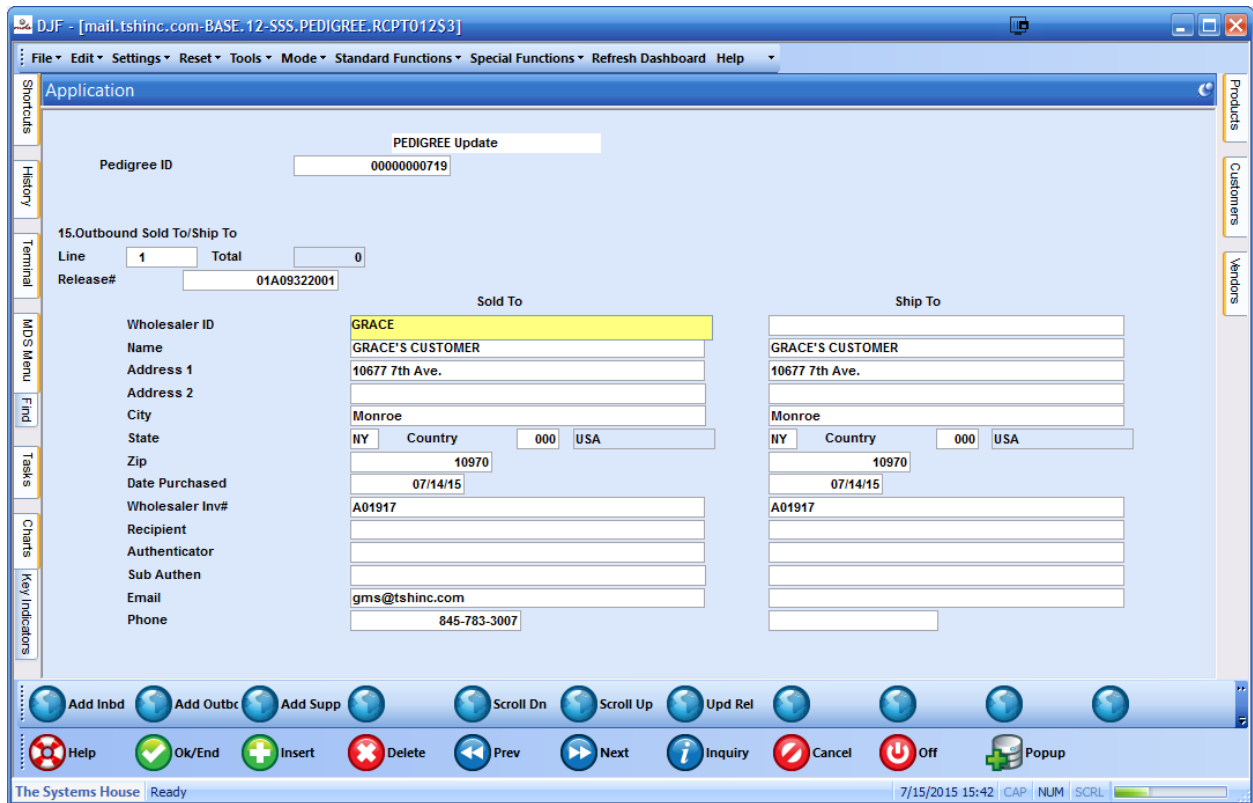 DJF - [mail.tshinc.com-BASE.12-SSS.PEDIGREE.RCPT012S3]
File Edit Settings Reset Tools Mode Standard Functions Special Functions Refresh Dashboard Help
Application
Shortcuts
History
Terminal
MDS Menu
Find
Tasks
Charts
Key Indicators
Products
Customers
Vendors
PEDIGREE Update
Pedigree ID 00000000719
15.Outbound Sold To/Ship To
Line 1 Total 0
Release# 01A09322001
Sold To Ship To
Wholesaler ID GRACE
Name GRACE'S CUSTOMER GRACE'S CUSTOMER
Address 1 10677 7th Ave. 10677 7th Ave.
Address 2
City Monroe Monroe
State NY Country 000 USA NY Country 000 USA
Zip 10970 10970
Date Purchased 07/14/15 07/14/15
Wholesaler Inv# A01917 A01917
Recipient
Authenticator
Sub Authen
Email gms@tshinc.com
Phone 845-783-3007
Add Inbd Add Outbc Add Supp Scroll Dn Scroll Up Upd Rel
Help Ok/End Insert Delete Prev Next Inquiry Cancel Off Popup
The Systems House Ready 7/15/2015 15:42 CAP NUM SCRL